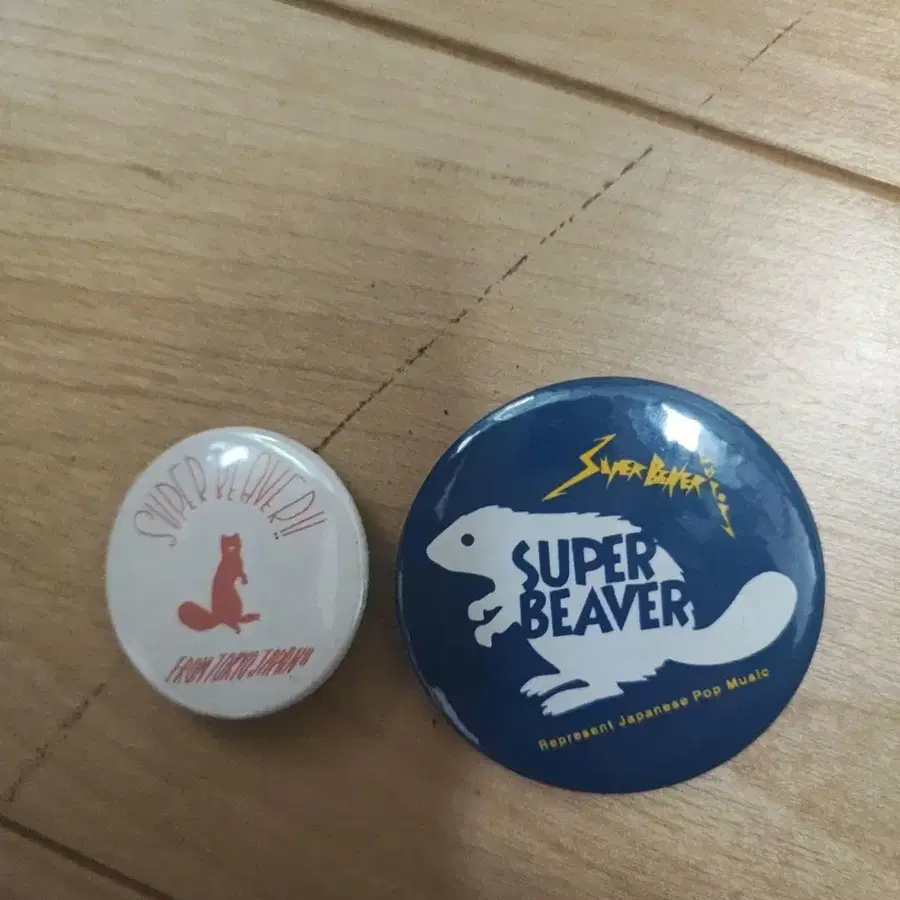 SUPER BEAVER!!
FROM TOKYO JAPAN
SUPER BEAVER
SUPER
BEAVER
Represent Japanese Pop Music